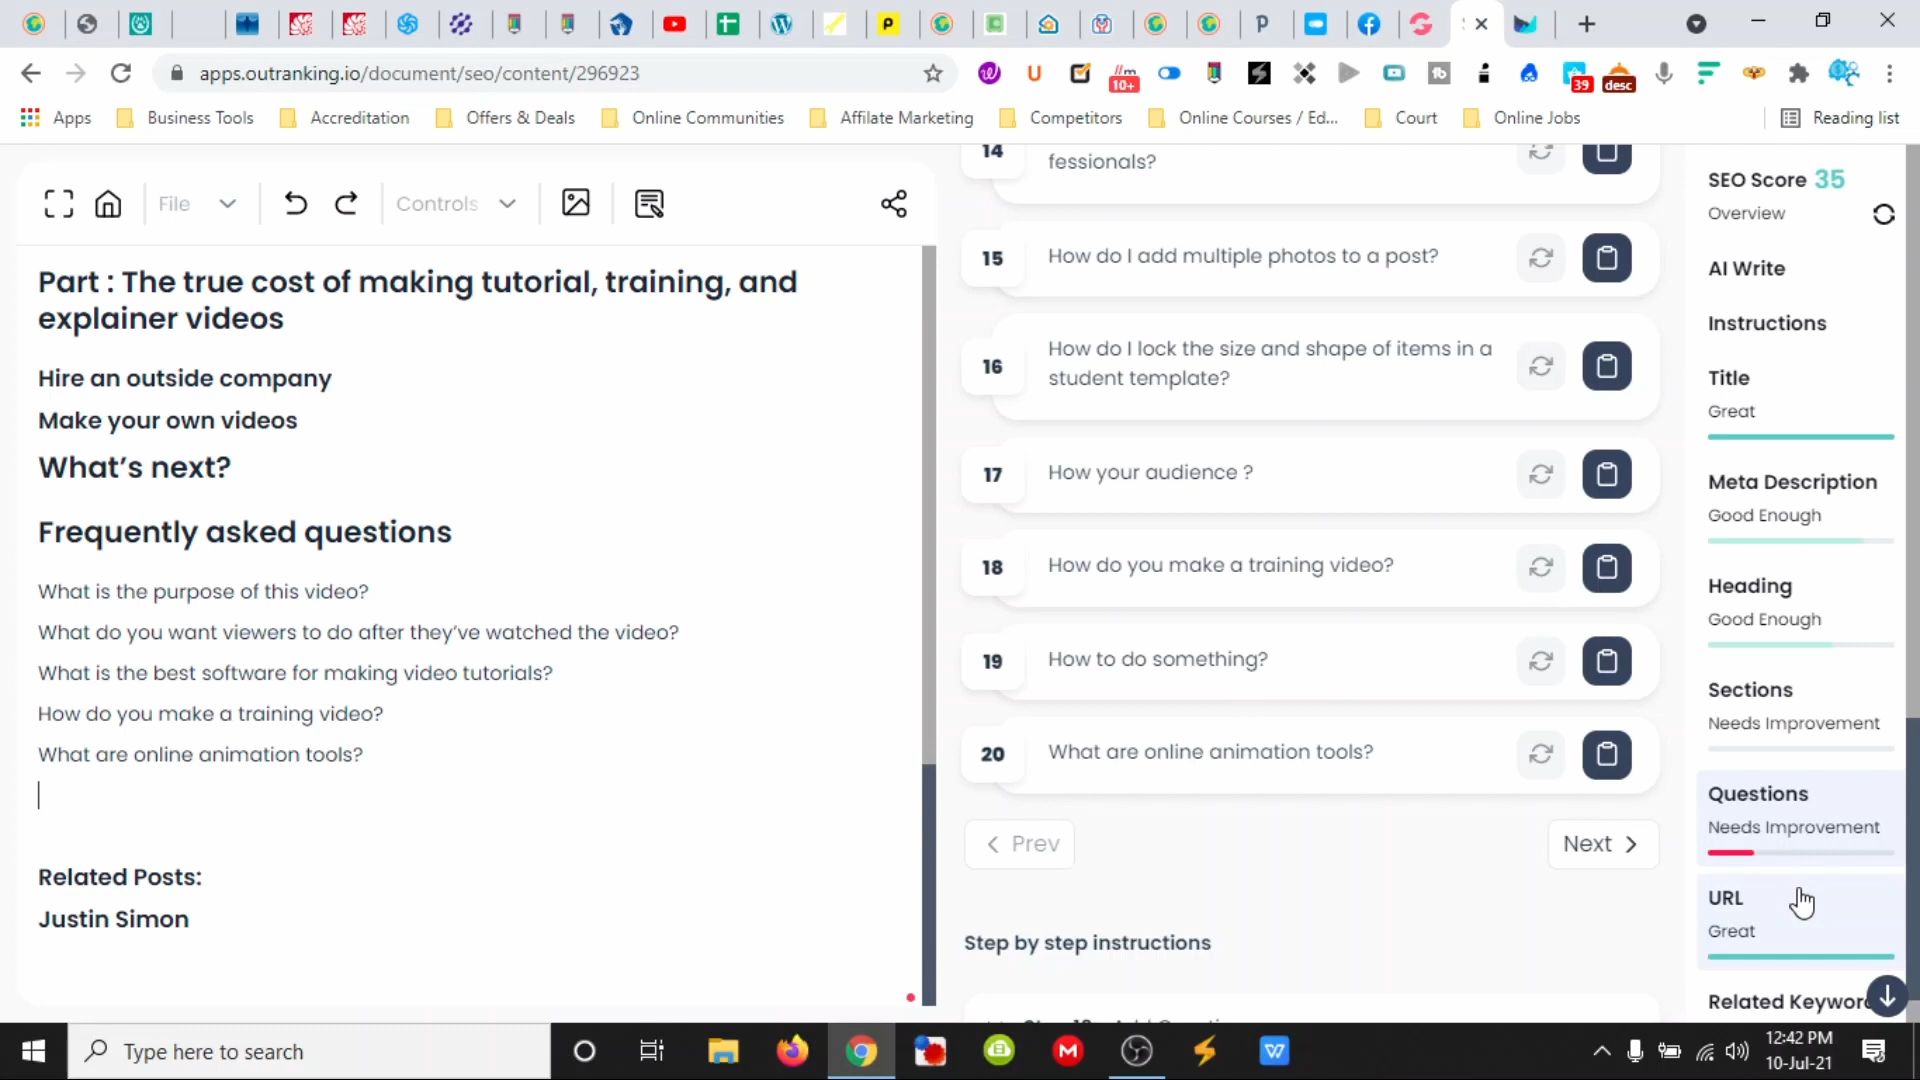 apps.outranking.io/document/seo/content/296923
10+
39
desc
Apps
Business Tools
Accreditation
Offers & Deals
Online Communities
Affilate Marketing
Competitors
Online Courses / Ed...
Court
Online Jobs
Reading list
File
Controls
Part : The true cost of making tutorial, training, and
explainer videos
Hire an outside company
Make your own videos
What's next?
Frequently asked questions
What is the purpose of this video?
What do you want viewers to do after they've watched the video?
What is the best software for making video tutorials?
How do you make a training video?
What are online animation tools?
Related Posts:
Justin Simon
14
fessionals?
15
How do I add multiple photos to a post?
16
How do I lock the size and shape of items in a
student template?
17
How your audience ?
18
How do you make a training video?
19
How to do something?
20
What are online animation tools?
Prev
Next
Step by step instructions
SEO Score 35
Overview
AI Write
Instructions
Title
Great
Meta Description
Good Enough
Heading
Good Enough
Sections
Needs Improvement
Questions
Needs Improvement
URL
Great
Related
Type here to search
12:42 PM
10-Jul-21